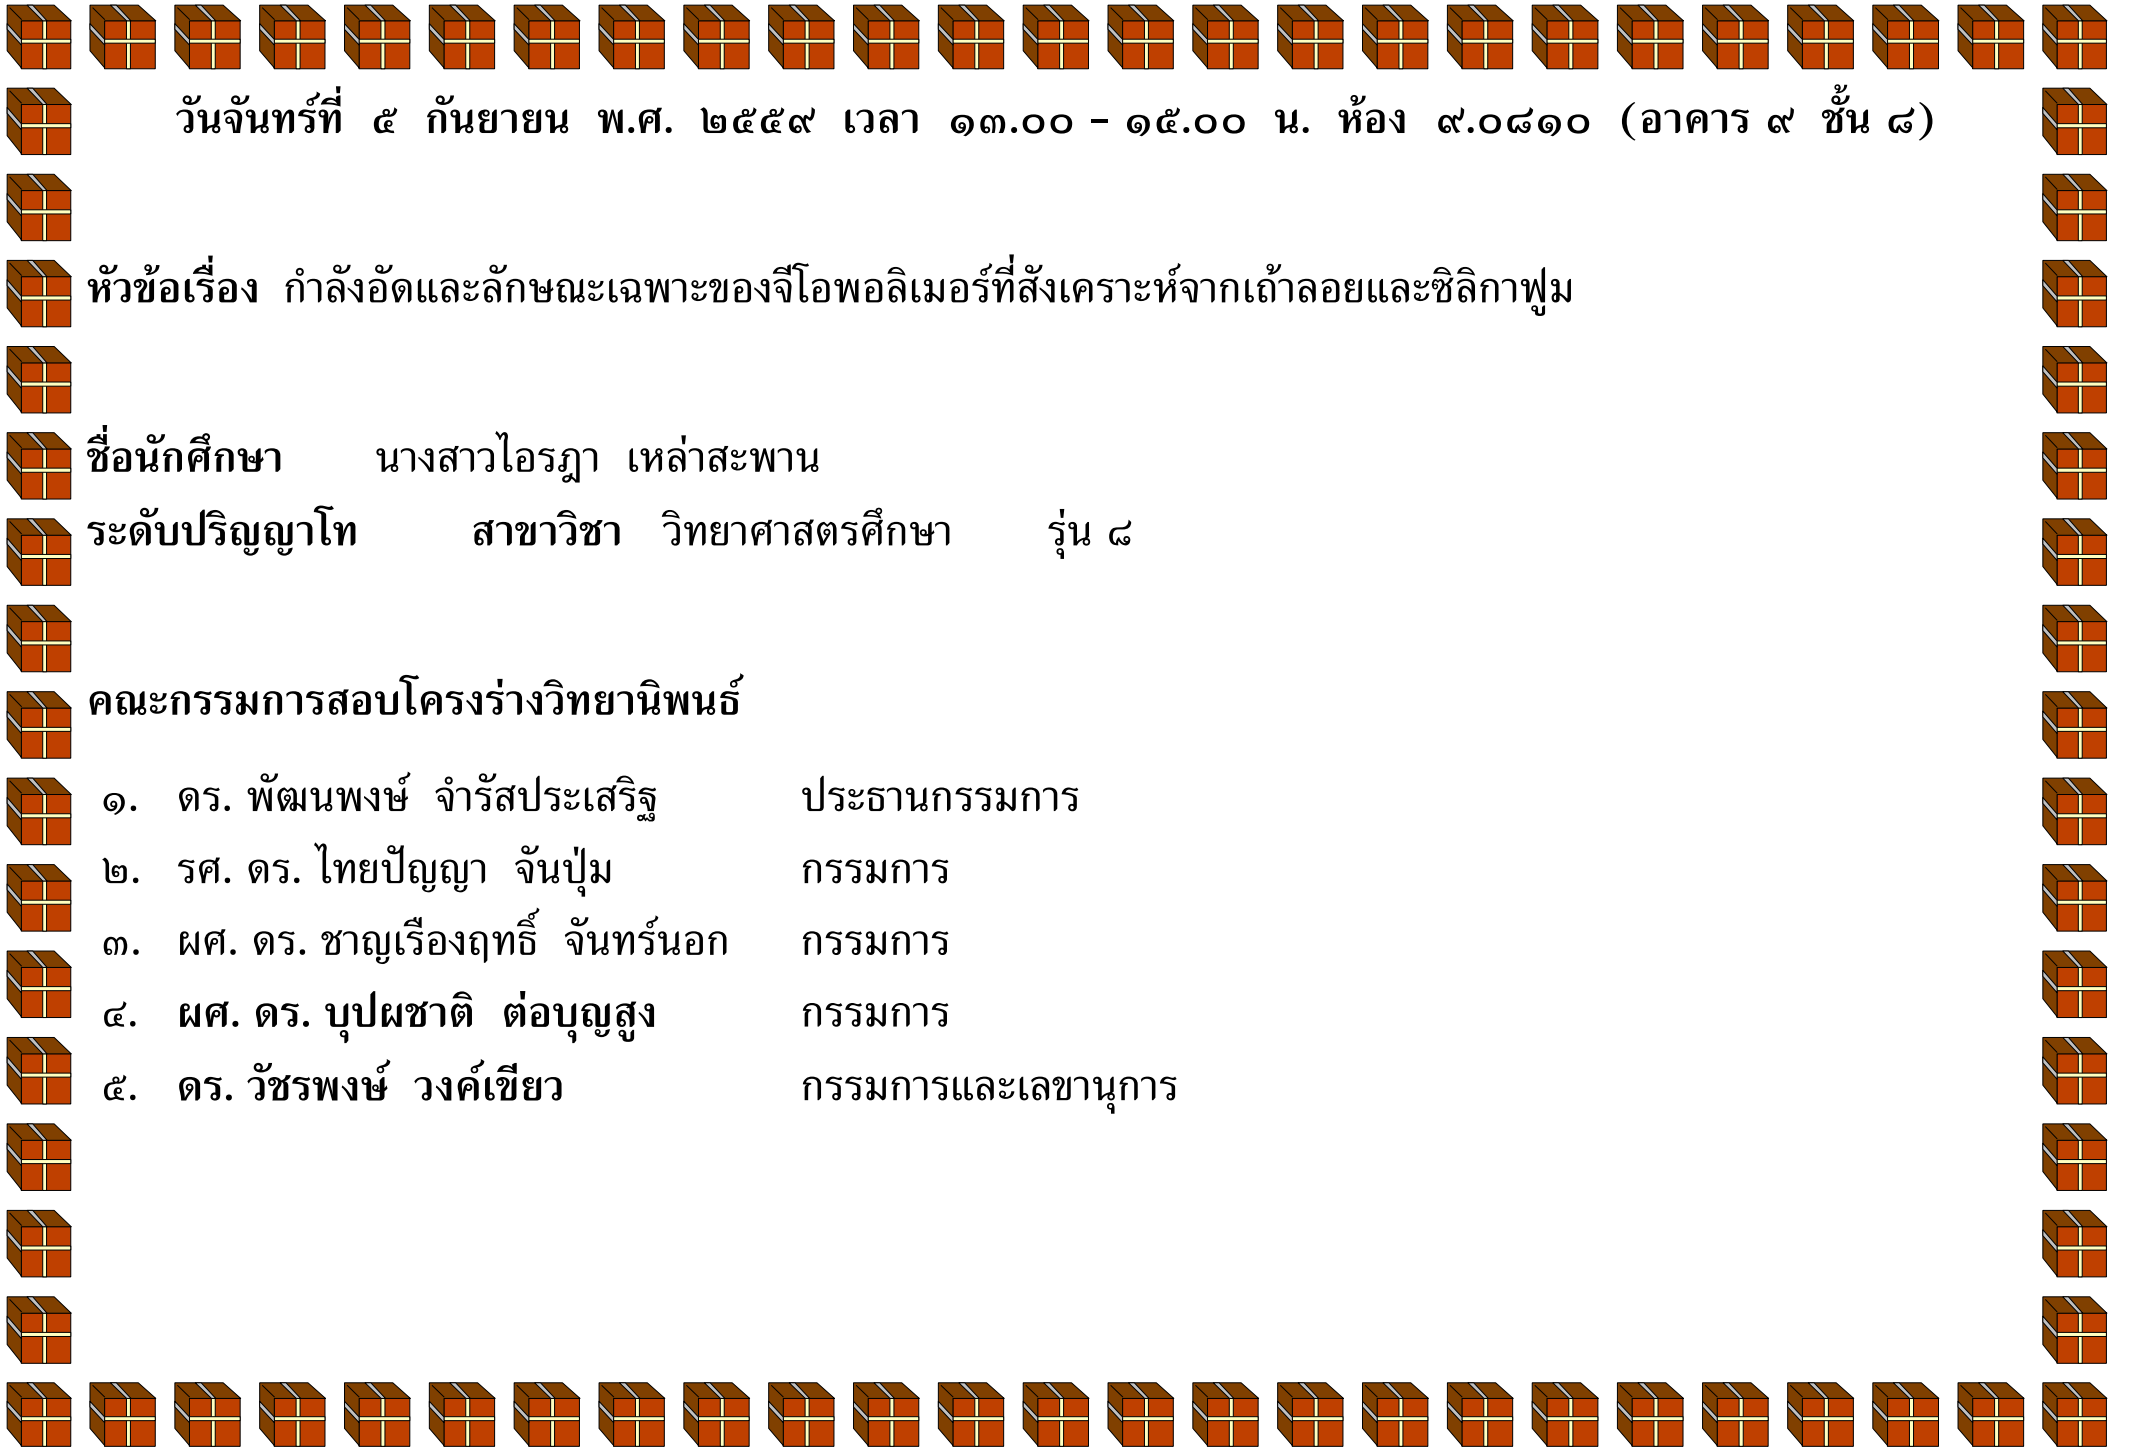 วันจันทร์ที่ ๕ กันยายน พ.ศ. ๒๕๕๙ เวลา ๑๓.๐๐ - ๑๕.๐๐ น. ห้อง ๙.๐๘๑๐ (อาคาร ๙ ชั้น ๘)
หัวข้อเรื่อง กำลังอัดและลักษณะเฉพาะของจีโอพอลิเมอร์ที่สังเคราะห์จากเถ้าลอยและซิลิกาฟูม
ชื่อนักศึกษา นางสาวไอรฎา เหล่าสะพาน
ระดับปริญญาโท สาขาวิชา วิทยาศาสตรศึกษา รุ่น ๘
คณะกรรมการสอบโครงร่างวิทยานิพนธ์
๑. ดร. พัฒนพงษ์ จำรัสประเสริฐ ประธานกรรมการ
๒. รศ. ดร. ไทยปัญญา จันปุ่ม กรรมการ
๓. ผศ. ดร. ชาญเรืองฤทธิ์ จันทร์นอก กรรมการ
๔. ผศ. ดร. บุปผชาติ ต่อบุญสูง กรรมการ
๕. ดร. วัชรพงษ์ วงค์เขียว กรรมการและเลขานุการ